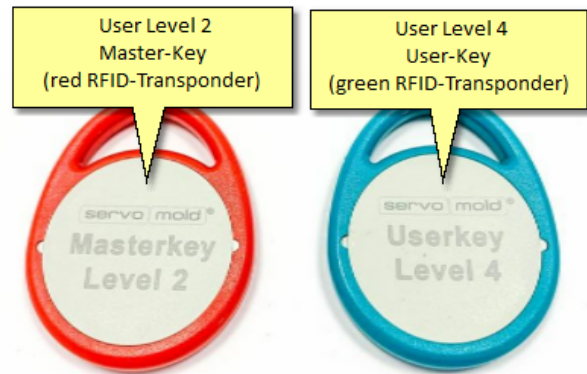 User Level 2
Master-Key
(red RFID-Transponder)
User Level 4
User-Key
(green RFID-Transponder)
servo mold®
Masterkey
Level 2
servo mold®
Userkey
Level 4